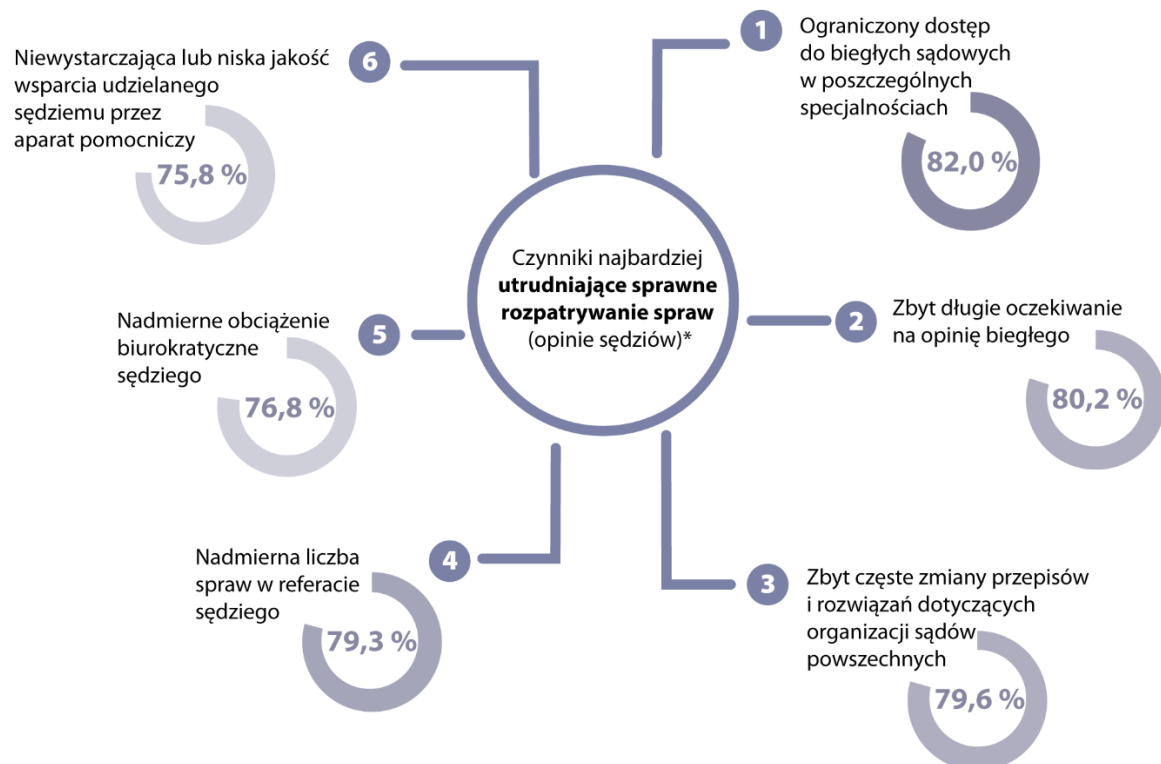 Czynniki najbardziej
utrudniające sprawne
rozpatrywanie spraw
(opinie sędziów)*
1
Ograniczony dostęp
do biegłych sądowych
w poszczególnych
specjalnościach
82,0 %
2
Zbyt długie oczekiwanie
na opinię biegłego
80,2 %
3
Zbyt częste zmiany przepisów
i rozwiązań dotyczących
organizacji sądów
powszechnych
79,6 %
4
Nadmierna liczba
spraw w referacie
sędziego
79,3 %
5
Nadmierne obciążenie
biurokratyczne
sędziego
76,8 %
6
Niewystarczająca lub niska jakość
wsparcia udzielanego
sędziemu przez
aparat pomocniczy
75,8 %